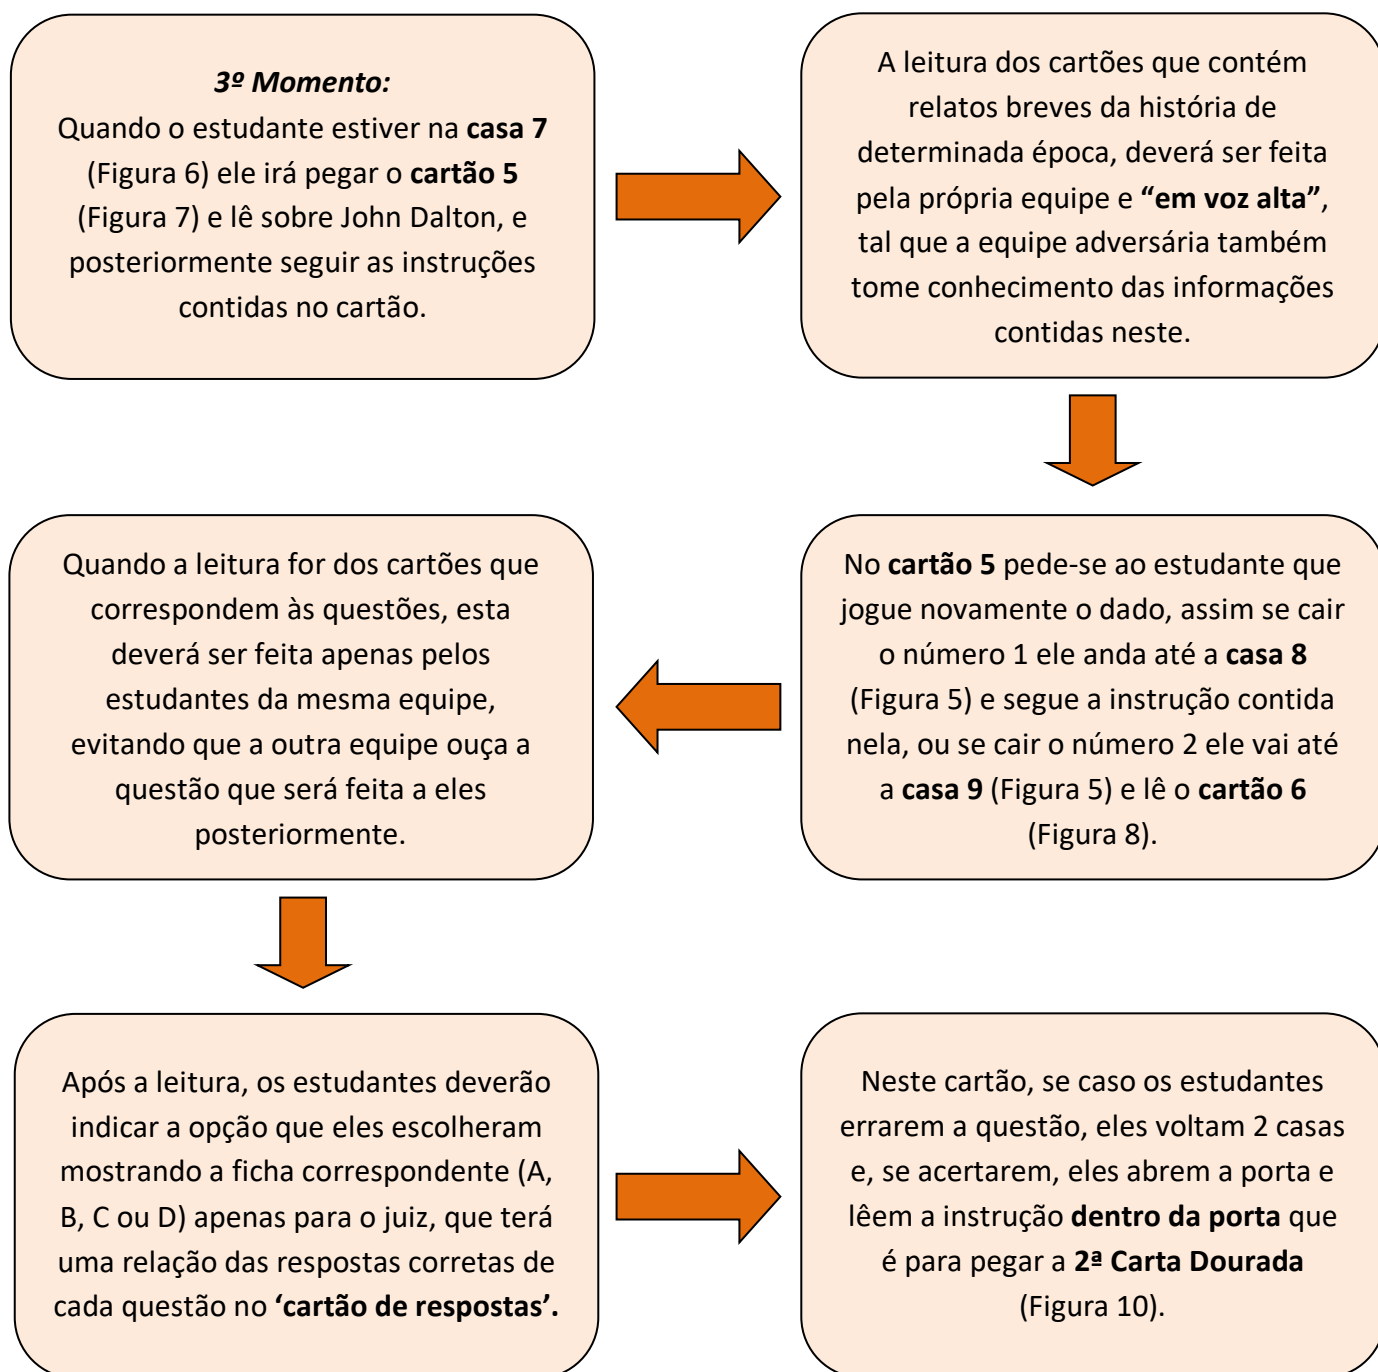 3º Momento:
Quando o estudante estiver na casa 7
(Figura 6) ele irá pegar o cartão 5
(Figura 7) e lê sobre John Dalton, e
posteriormente seguir as instruções
contidas no cartão.
A leitura dos cartões que contém
relatos breves da história de
determinada época, deverá ser feita
pela própria equipe e “em voz alta”,
tal que a equipe adversária também
tome conhecimento das informações
contidas neste.
No cartão 5 pede-se ao estudante que
jogue novamente o dado, assim se cair
o número 1 ele anda até a casa 8
(Figura 5) e segue a instrução contida
nela, ou se cair o número 2 ele vai até
a casa 9 (Figura 5) e lê o cartão 6
(Figura 8).
Quando a leitura for dos cartões que
correspondem às questões, esta
deverá ser feita apenas pelos
estudantes da mesma equipe,
evitando que a outra equipe ouça a
questão que será feita a eles
posteriormente.
Após a leitura, os estudantes deverão
indicar a opção que eles escolheram
mostrando a ficha correspondente (A,
B, C ou D) apenas para o juiz, que terá
uma relação das respostas corretas de
cada questão no ‘cartão de respostas’.
Neste cartão, se caso os estudantes
errarem a questão, eles voltam 2 casas
e, se acertarem, eles abrem a porta e
lêem a instrução dentro da porta que
é para pegar a 2ª Carta Dourada
(Figura 10).